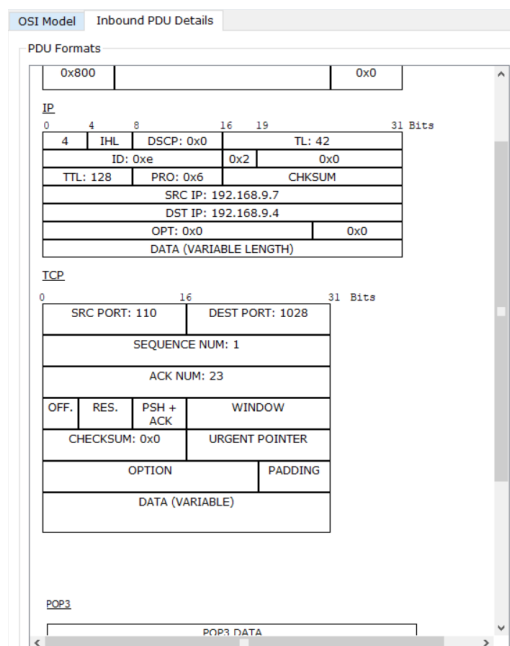 OSI Model Inbound PDU Details
PDU Formats
0x800 0x0
IP
0 4 8 16 19 31 Bits
4 IHL DSCP: 0x0 TL: 42
ID: 0xe 0x2 0x0
TTL: 128 PRO: 0x6 CHKSUM
SRC IP: 192.168.9.7
DST IP: 192.168.9.4
OPT: 0x0 0x0
DATA (VARIABLE LENGTH)
TCP
0 16 31 Bits
SRC PORT: 110 DEST PORT: 1028
SEQUENCE NUM: 1
ACK NUM: 23
OFF. RES. PSH + WINDOW
ACK
CHECKSUM: 0x0 URGENT POINTER
OPTION PADDING
DATA (VARIABLE)
POP3
POP3 DATA